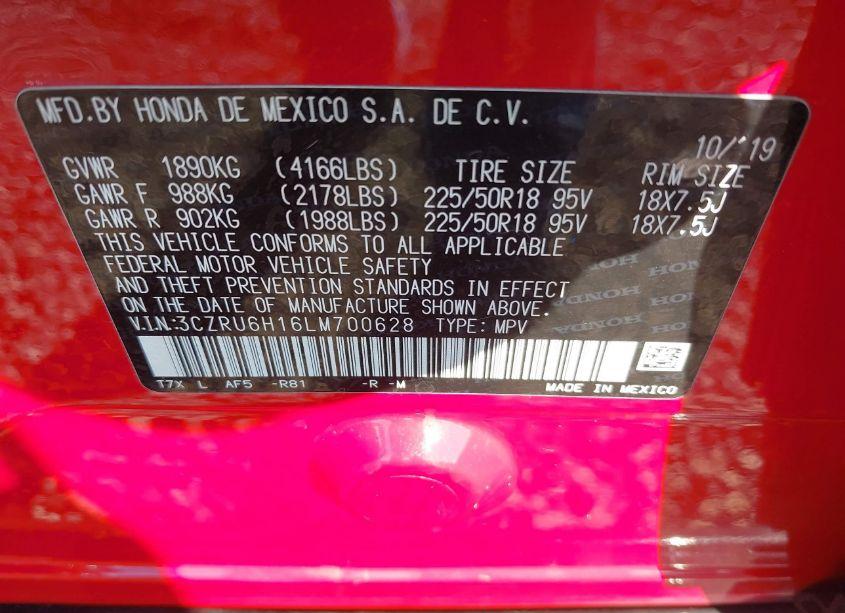 MFD.BY HONDA DE MEXICO S.A. DE C.V.
10/'19
GVWR 1890KG (4166LBS) TIRE SIZE RIM SIZE
GAWR F 988KG (2178LBS) 225/50R18 95V 18X7.5J
GAWR R 902KG (1988LBS) 225/50R18 95V 18X7.5J
THIS VEHICLE CONFORMS TO ALL APPLICABLE
FEDERAL MOTOR VEHICLE SAFETY
AND THEFT PREVENTION STANDARDS IN EFFECT
ON THE DATE OF MANUFACTURE SHOWN ABOVE.
V.I.N:3CZRU6H16LM700628 TYPE: MPV
T7X L AF5 -R81 -R -M MADE IN MEXICO
HONDA
HONDA